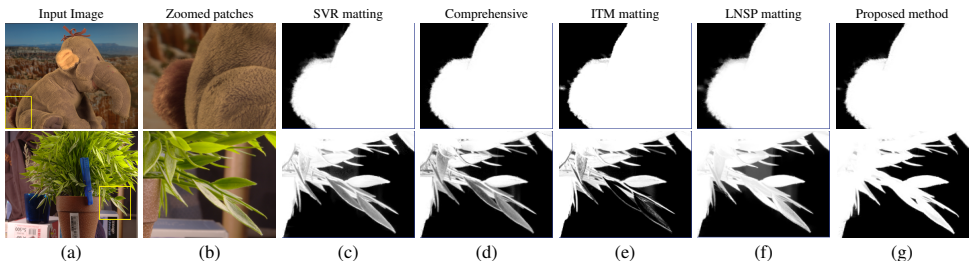 Input Image Zoomed patches SVR matting Comprehensive ITM matting LNSP matting Proposed method
(a) (b) (c) (d) (e) (f) (g)